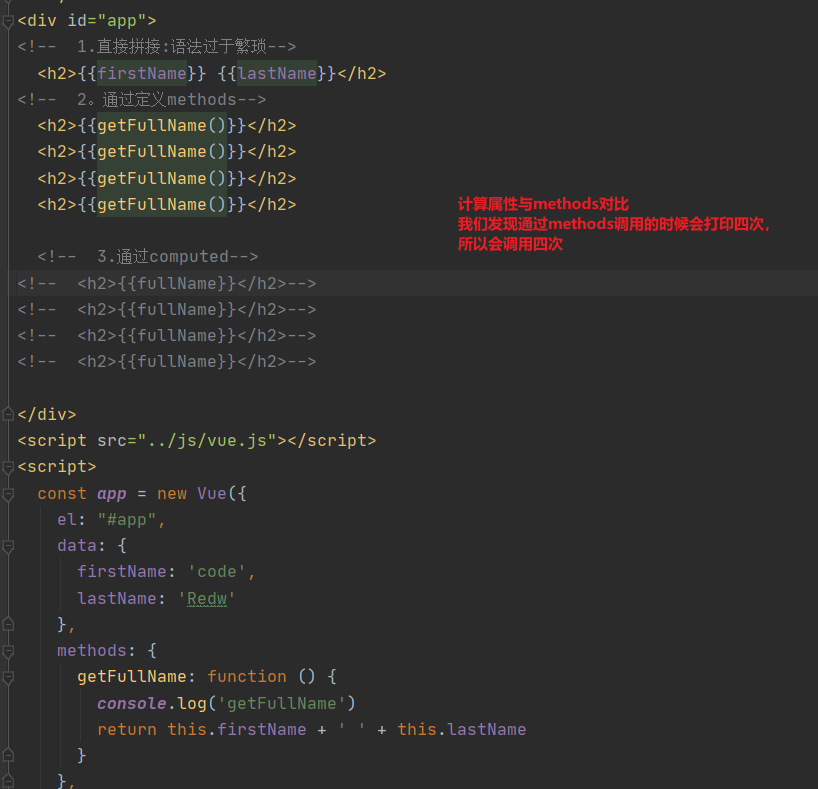 <div id="app">
<!--  1.直接拼接:语法过于繁琐-->
<h2>{{firstName}} {{lastName}}</h2>
<!--  2。通过定义methods-->
<h2>{{getFullName()}}</h2>
<h2>{{getFullName()}}</h2>
<h2>{{getFullName()}}</h2>
<h2>{{getFullName()}}</h2>
计算属性与methods对比
我们发现通过methods调用的时候会打印四次,
所以会调用四次
<!--  3.通过computed-->
<!--  <h2>{{fullName}}</h2>-->
<!--  <h2>{{fullName}}</h2>-->
<!--  <h2>{{fullName}}</h2>-->
<!--  <h2>{{fullName}}</h2>-->
</div>
<script src="../js/vue.js"></script>
<script>
const app = new Vue({
el: "#app",
data: {
firstName: 'code',
lastName: 'Redw'
},
methods: {
getFullName: function () {
console.log('getFullName')
return this.firstName + ' ' + this.lastName
}
},